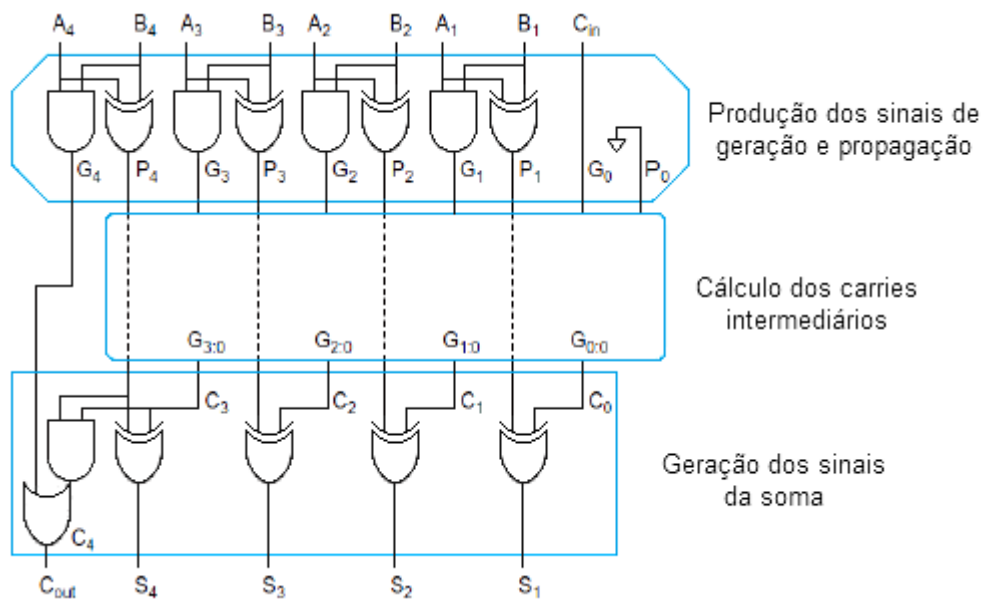 A4 B4 A3 B3 A2 B2 A1 B1 Cin
Produção dos sinais de
geração e propagação
G4 P4 G3 P3 G2 P2 G1 P1 G0 P0
Cálculo dos carries
intermediários
G3:0 G2:0 G1:0 G0:0
C3 C2 C1 C0
Geração dos sinais
da soma
C4
Cout S4 S3 S2 S1